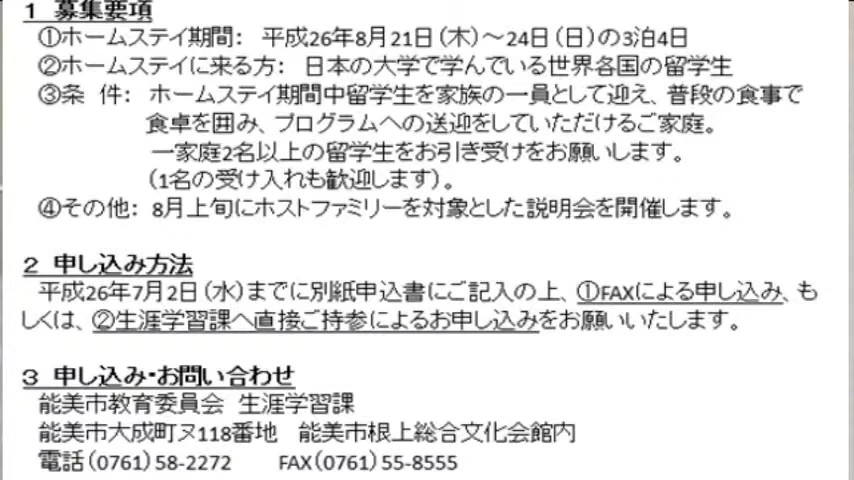 １　募集要項
①ホームステイ期間：　平成26年8月21日（木）～24日（日）の3泊4日
②ホームステイに来る方：　日本の大学で学んでいる世界各国の留学生
③条　件：　ホームステイ期間中留学生を家族の一員として迎え、普段の食事で
食卓を囲み、プログラムへの送迎をしていただけるご家庭。
一家庭2名以上の留学生をお引き受けをお願いします。
（1名の受け入れも歓迎します）。
④その他：　8月上旬にホストファミリーを対象とした説明会を開催します。
２　申し込み方法
平成26年7月2日（水）までに別紙申込書にご記入の上、①FAXによる申し込み、も
しくは、②生涯学習課へ直接ご持参によるお申し込みをお願いいたします。
３　申し込み・お問い合わせ
能美市教育委員会　生涯学習課
能美市大成町ヌ118番地　能美市根上総合文化会館内
電話（0761）58-2272　　FAX（0761）55-8555